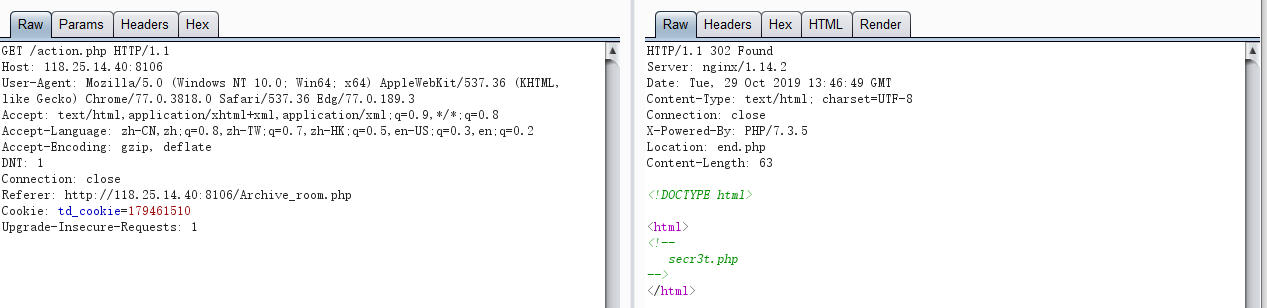 Raw Params Headers Hex
GET /action.php HTTP/1.1
Host: 118.25.14.40:8106
User-Agent: Mozilla/5.0 (Windows NT 10.0; Win64; x64) AppleWebKit/537.36 (KHTML,
like Gecko) Chrome/77.0.3818.0 Safari/537.36 Edg/77.0.189.3
Accept: text/html,application/xhtml+xml,application/xml;q=0.9,*/*;q=0.8
Accept-Language: zh-CN,zh;q=0.8,zh-TW;q=0.7,zh-HK;q=0.5,en-US;q=0.3,en;q=0.2
Accept-Encoding: gzip, deflate
DNT: 1
Connection: close
Referer: http://118.25.14.40:8106/Archive_room.php
Cookie: td_cookie=179461510
Upgrade-Insecure-Requests: 1
Raw Headers Hex HTML Render
HTTP/1.1 302 Found
Server: nginx/1.14.2
Date: Tue, 29 Oct 2019 13:46:49 GMT
Content-Type: text/html; charset=UTF-8
Connection: close
X-Powered-By: PHP/7.3.5
Location: end.php
Content-Length: 63
<!DOCTYPE html>
<html>
<!--
secr3t.php
-->
</html>